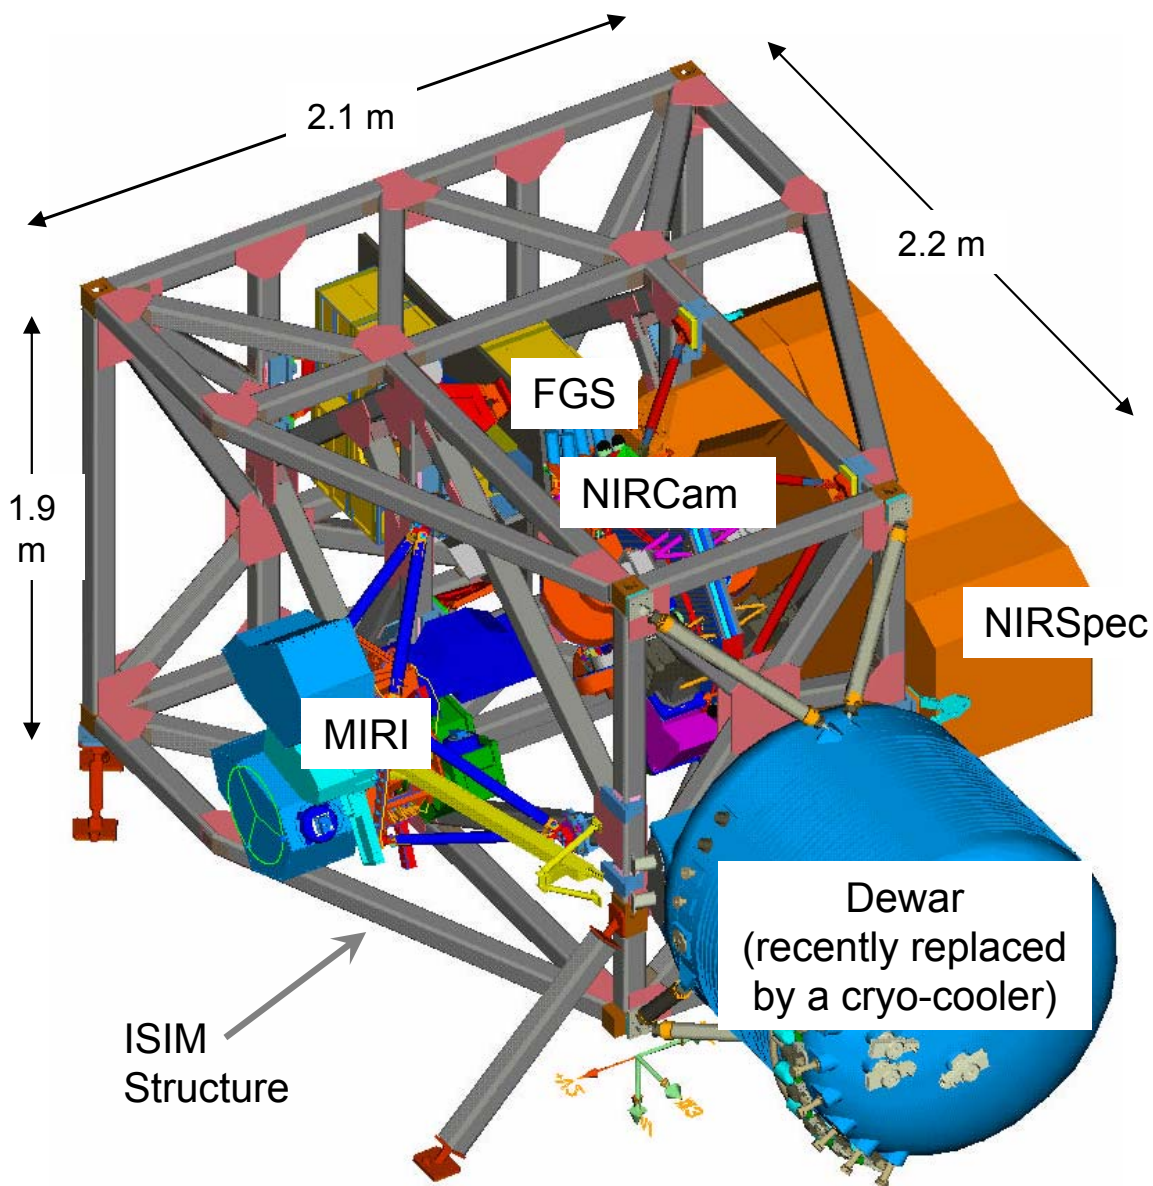 2.1 m
2.2 m
FGS
1.9
m
NIRCam
NIRSpec
MIRI
Dewar
(recently replaced
by a cryo-cooler)
ISIM
Structure